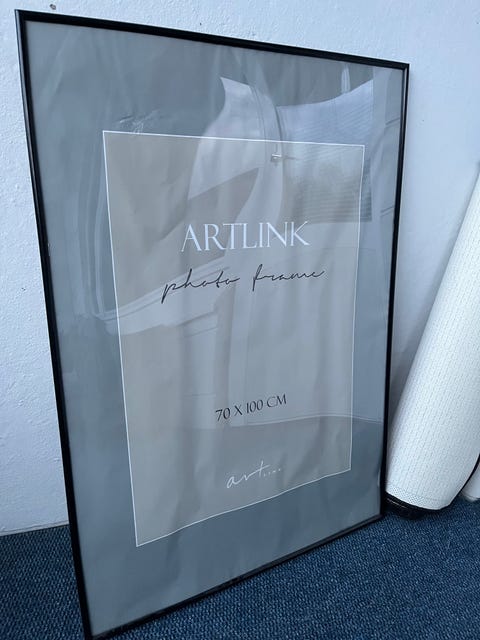 ARTLINK
photo frame
70 X 100 CM
art